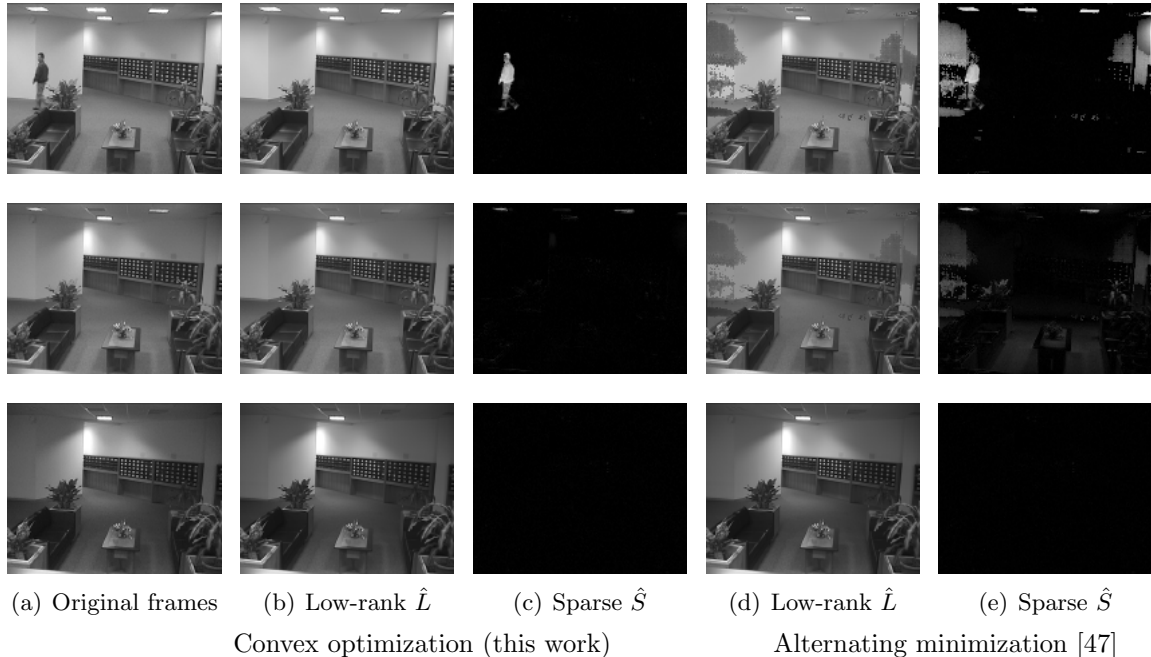 (a) Original frames (b) Low-rank L̂ (c) Sparse Ŝ (d) Low-rank L̂ (e) Sparse Ŝ
Convex optimization (this work) Alternating minimization [47]